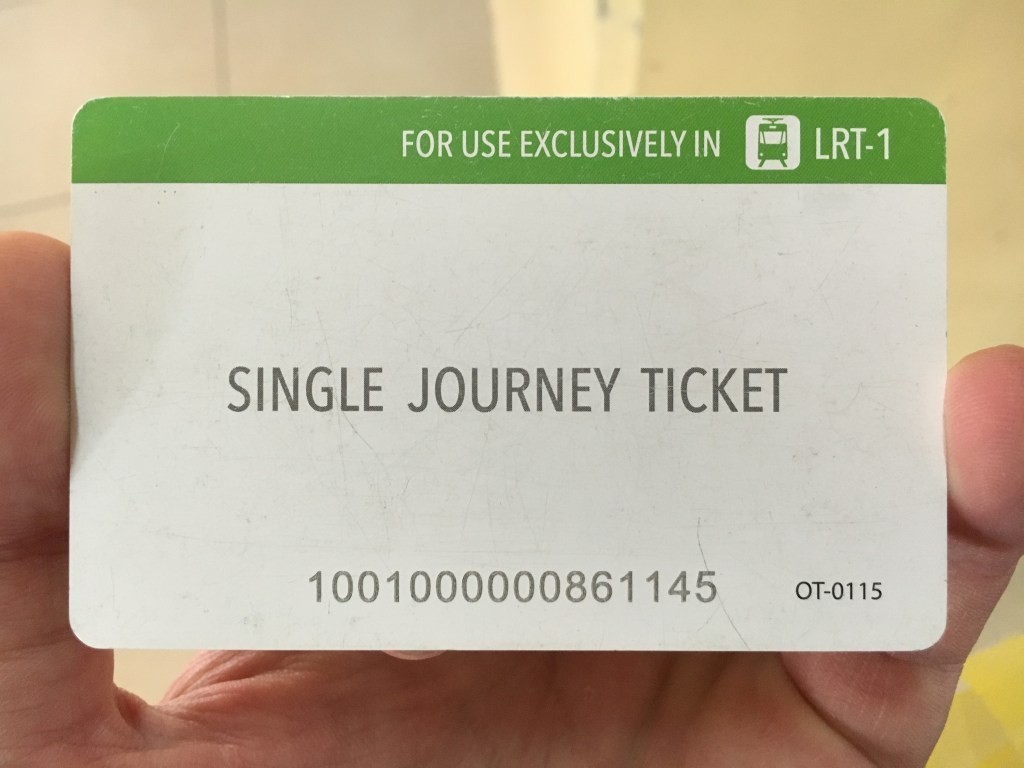 FOR USE EXCLUSIVELY IN LRT-1
SINGLE JOURNEY TICKET
1001000000861145 OT-0115